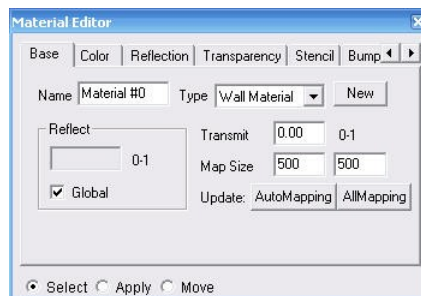 Material Editor
Base Color Reflection Transparency Stencil Bump
Name Material #0 Type Wall Material New
Reflect Transmit 0.00 0-1
0-1 Map Size 500 500
Global Update: AutoMapping AllMapping
Select Apply Move